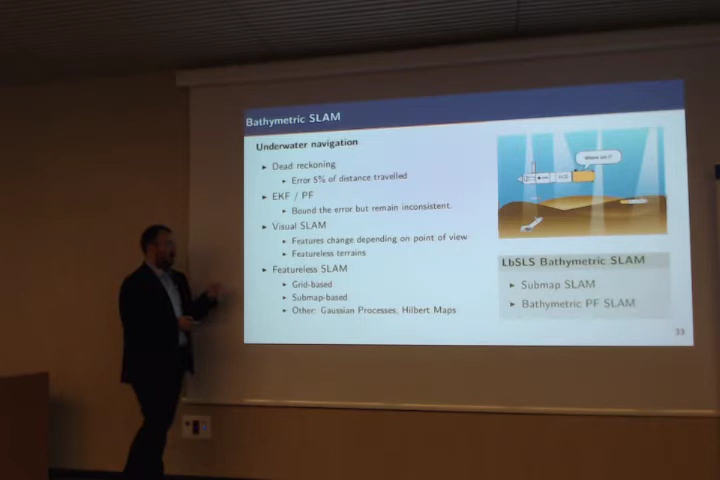 Bathymetric SLAM
Underwater navigation
Dead reckoning
Error 5% of distance travelled
EKF / PF
Bound the error but remain inconsistent.
Visual SLAM
Features change depending on point of view
Featureless terrains
Featureless SLAM
Grid-based
Submap-based
Other: Gaussian Processes, Hilbert Maps
Where am I?
LbSLS Bathymetric SLAM
Submap SLAM
Bathymetric PF SLAM
33